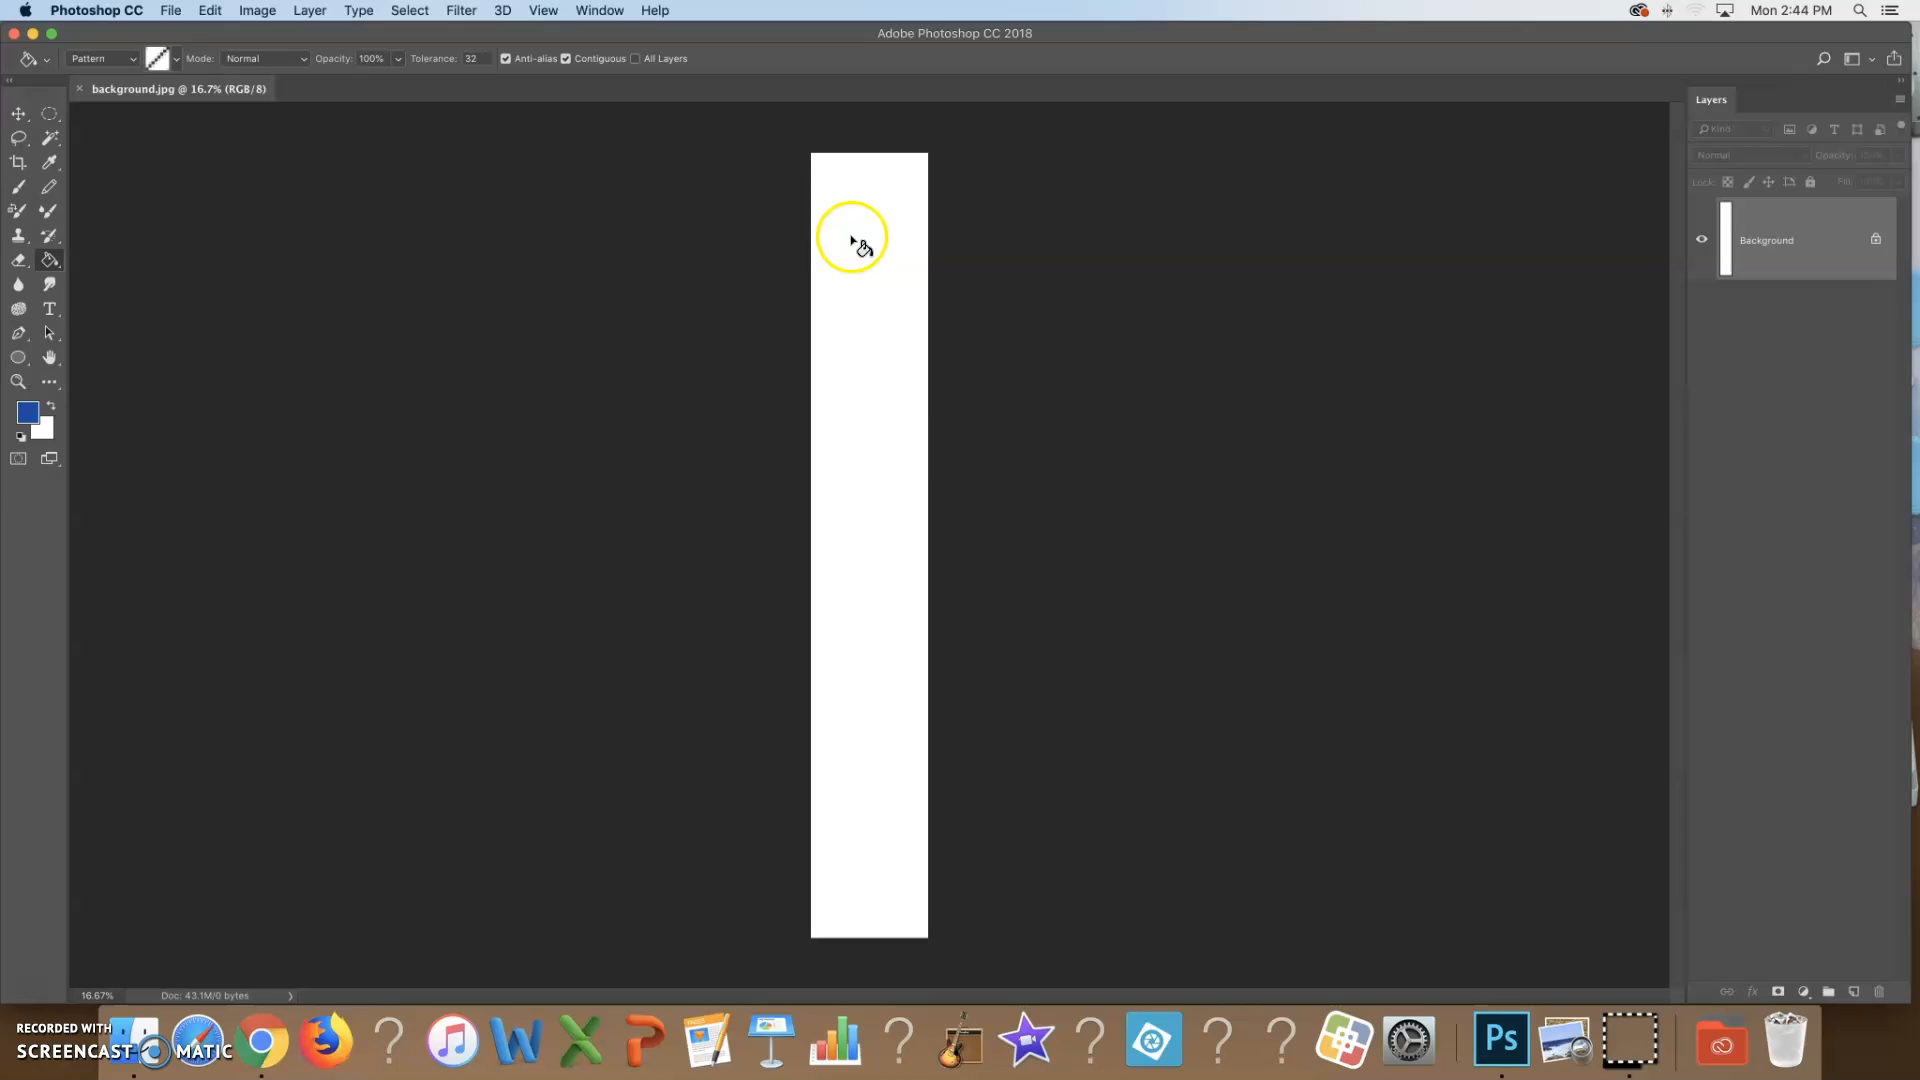 Photoshop CC File Edit Image Layer Type Select Filter 3D View Window Help Mon 2:44 PM
Adobe Photoshop CC 2018
Pattern Mode: Normal Opacity: 100% Tolerance: 32 Anti-alias Contiguous All Layers
background.jpg @ 16.7% (RGB/8)
Layers
Kind
Normal Opacity:
Lock: Fill:
Background
fx
16.67% Doc: 43.1M/0 bytes
RECORDED WITH
SCREENCAST MATIC
Ps